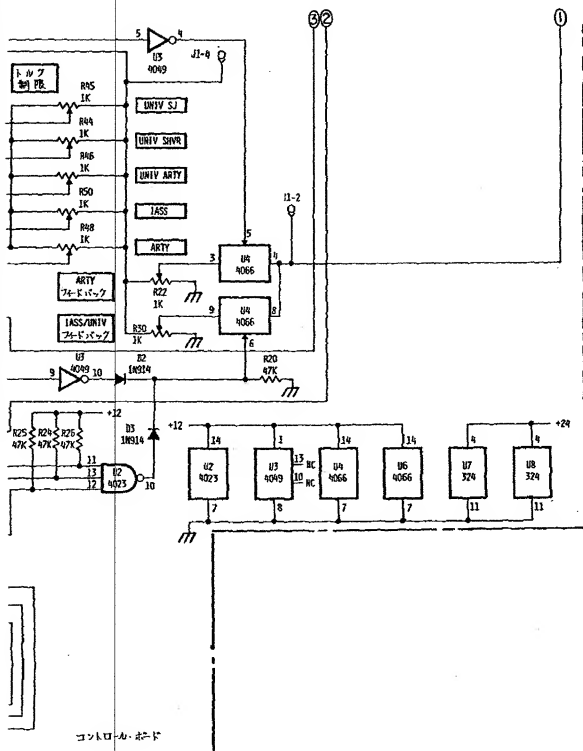 ③ ② ①
5 4
U3
4049
J1-4
トルク
制限
R45
1K
UNIV SJ
R44
1K
UNIV SHVR
R46
1K
UNIV ARTY
R50
1K
IASS
R48
1K
ARTY
J1-2
5
3 U4 4
4066
ARTY
フィードバック
R22
1K
9 U4 8
4066
6
IASS/UNIV
フィードバック
R30
1K
U3
4049
9 10
D2
1N914
R20
47K
+12
R25
47K
R24
47K
R26
47K
D3
1N914
11
13
12
U2
4023
10
+12
+24
14 1 14 14 4 4
U2
4023
U3
4049
13 NC
10 NC
U4
4066
U6
4066
U7
324
U8
324
7 8 7 7 11 11
コントロール・ボード